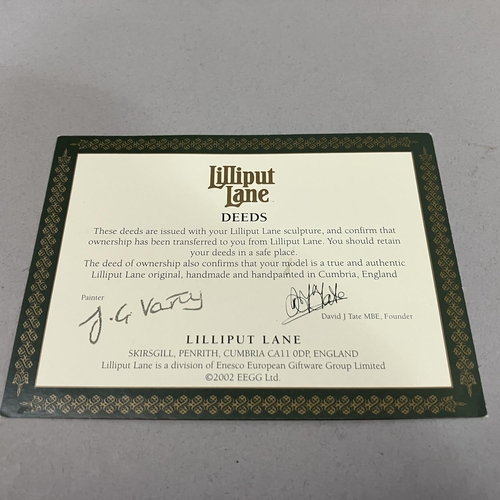 Lilliput
Lane
DEEDS
These deeds are issued with your Lilliput Lane sculpture, and confirm that
ownership has been transferred to you from Lilliput Lane. You should retain
your deeds in a safe place.
The deed of ownership also confirms that your model is a true and authentic
Lilliput Lane original, handmade and handpainted in Cumbria, England
Painter
J. G Varty
David J Tate MBE, Founder
LILLIPUT LANE
SKIRSGILL, PENRITH, CUMBRIA CA11 0DP, ENGLAND
Lilliput Lane is a division of Enesco European Giftware Group Limited
©2002 EEGG Ltd.